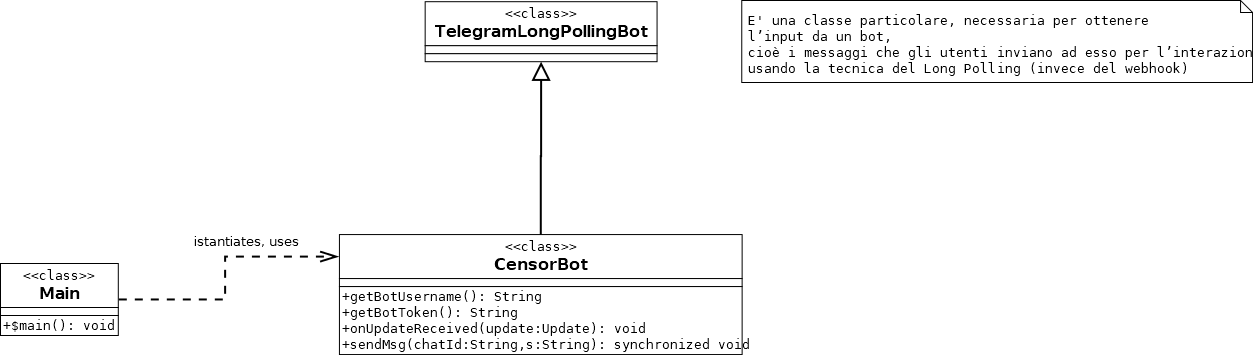 <<class>>
TelegramLongPollingBot
E' una classe particolare, necessaria per ottenere
l’input da un bot,
cioè i messaggi che gli utenti inviano ad esso per l’interazion
usando la tecnica del Long Polling (invece del webhook)
istantiates, uses
<<class>>
CensorBot
+getBotUsername(): String
+getBotToken(): String
+onUpdateReceived(update:Update): void
+sendMsg(chatId:String,s:String): synchronized void
<<class>>
Main
+$main(): void